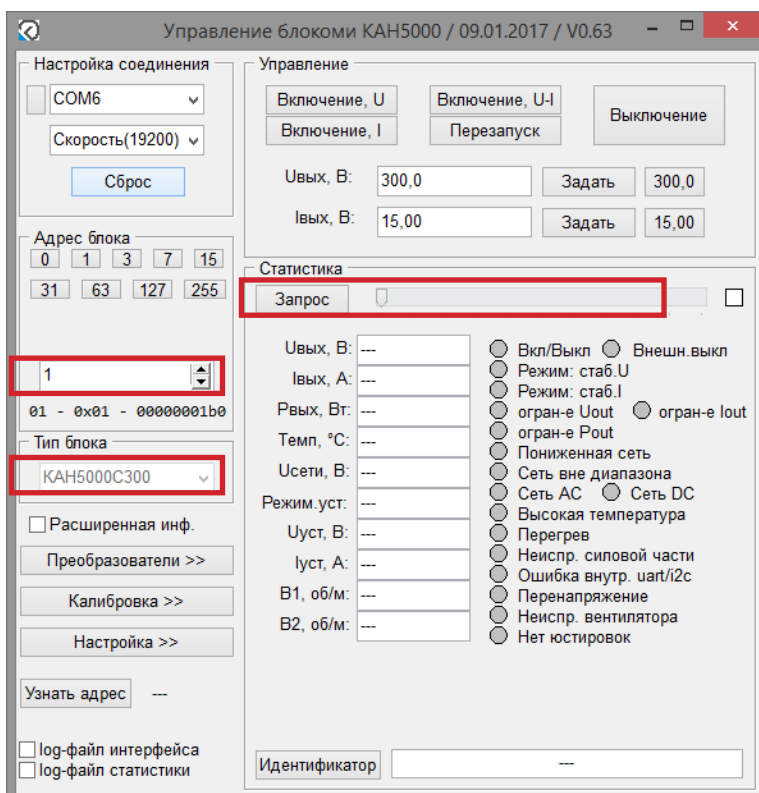 Управление блокоми КАН5000 / 09.01.2017 / V0.63
Настройка соединения
COM6
Скорость(19200)
Сброс
Адрес блока
0 1 3 7 15
31 63 127 255
1
01 - 0x01 - 00000001b0
Тип блока
КАН5000С300
Расширенная инф.
Преобразователи >>
Калибровка >>
Настройка >>
Узнать адрес ---
log-файл интерфейса
log-файл статистики
Управление
Включение, U Включение, U-I Выключение
Включение, I Перезапуск
Uвых, В: 300,0 Задать 300,0
Iвых, В: 15,00 Задать 15,00
Статистика
Запрос
Uвых, В: ---
Iвых, А: ---
Рвых, Вт: ---
Темп, °С: ---
Uсети, В: ---
Режим.уст: ---
Uуст, В: ---
Iуст, А: ---
В1, об/м: ---
В2, об/м: ---
Вкл/Выкл Внешн.выкл
Режим: стаб.U
Режим: стаб.I
огран-е Uout огран-е Iout
огран-е Pout
Пониженная сеть
Сеть вне диапазона
Сеть AC Сеть DC
Высокая температура
Перегрев
Неиспр. силовой части
Ошибка внутр. uart/i2c
Перенапряжение
Неиспр. вентилятора
Нет юстировок
Идентификатор ---